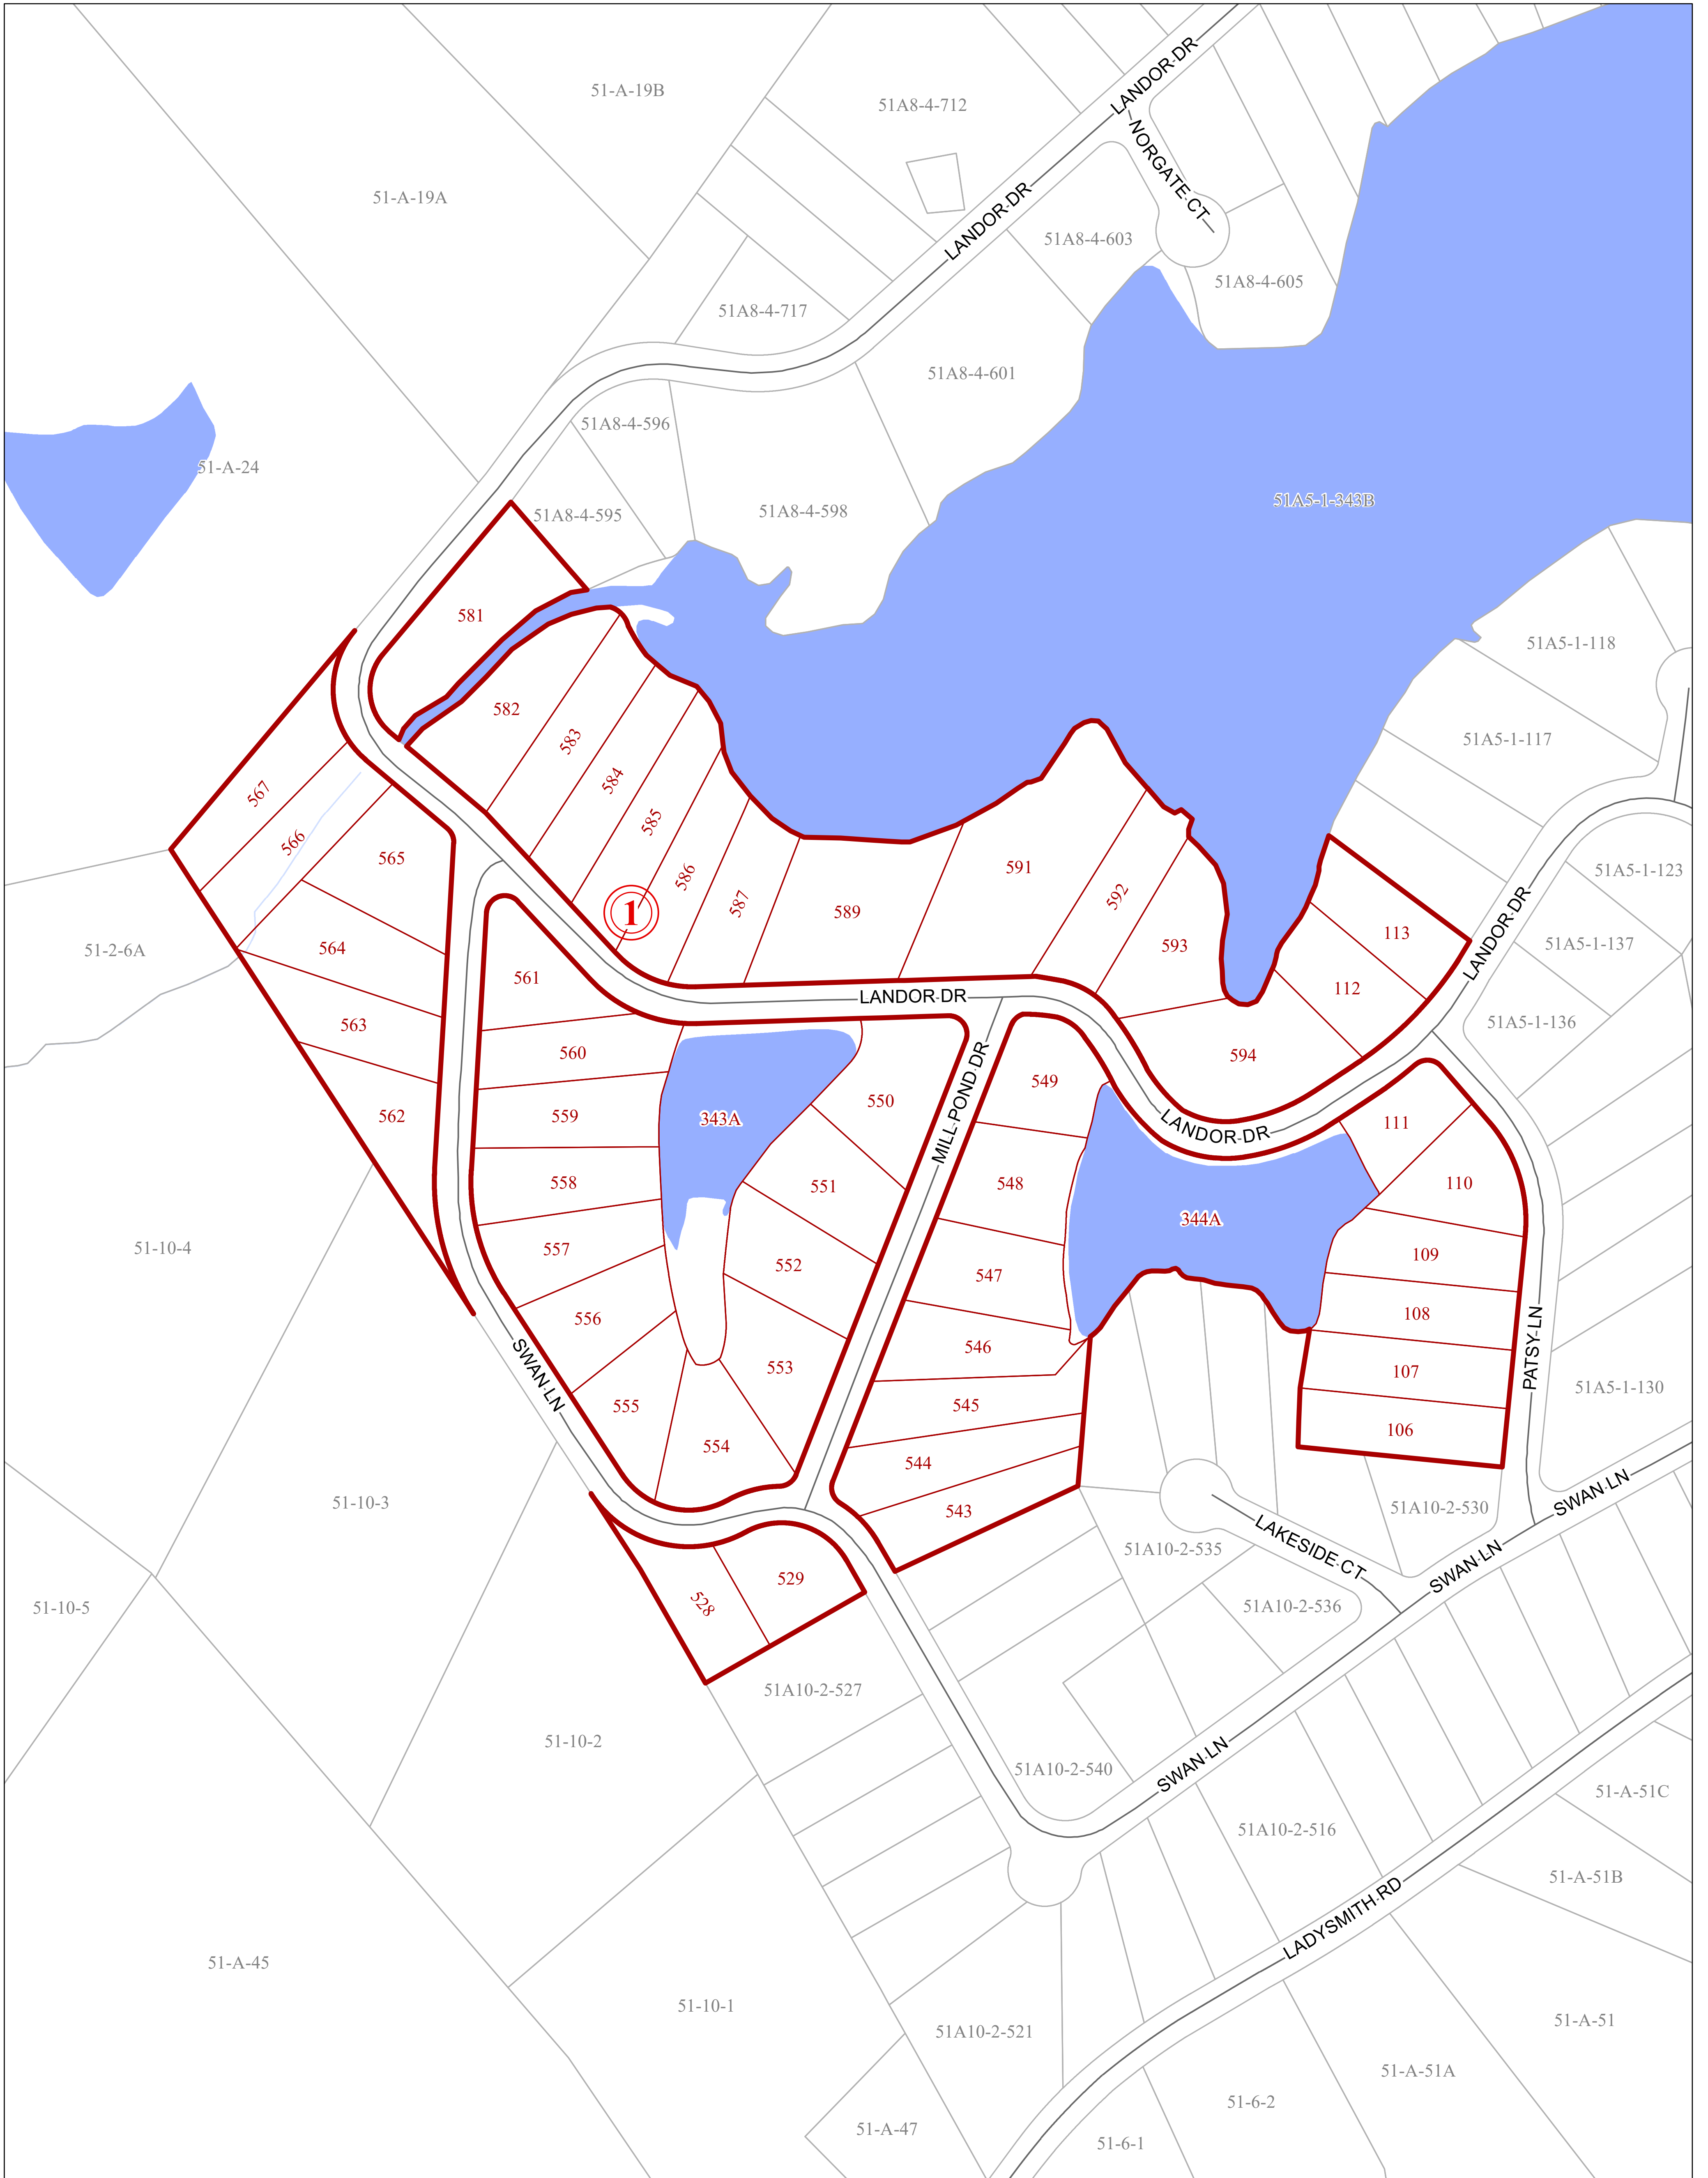 LANDOR DR
51-A-19B
51A8-4-712
NORGATE CT
51-A-19A
LANDOR DR
51A8-4-603
51A8-4-605
51A8-4-717
51A8-4-601
51A8-4-596
51-A-24
51A5-1-343B
51A8-4-598
51A8-4-595
581
51A5-1-118
582
583
51A5-1-117
584
567
585
566
565
591
51A5-1-123
586
592
587
589
1
LANDOR DR
113
564
593
51A5-1-137
51-2-6A
561
112
LANDOR DR
563
51A5-1-136
560
594
549
550
MILL POND DR
562
559
343A
LANDOR DR
111
558
551
548
110
344A
51-10-4
557
552
547
109
556
108
546
SWAN LN
553
PATSY LN
107
51A5-1-130
555
545
106
554
544
SWAN LN
51-10-3
543
51A10-2-530
LAKESIDE CT
51A10-2-535
SWAN LN
529
528
51-10-5
51A10-2-536
51A10-2-527
51-10-2
SWAN LN
51A10-2-540
51-A-51C
51A10-2-516
51-A-51B
LADYSMITH RD
51-A-45
51-10-1
51-A-51
51A10-2-521
51-A-51A
51-6-2
51-A-47
51-6-1